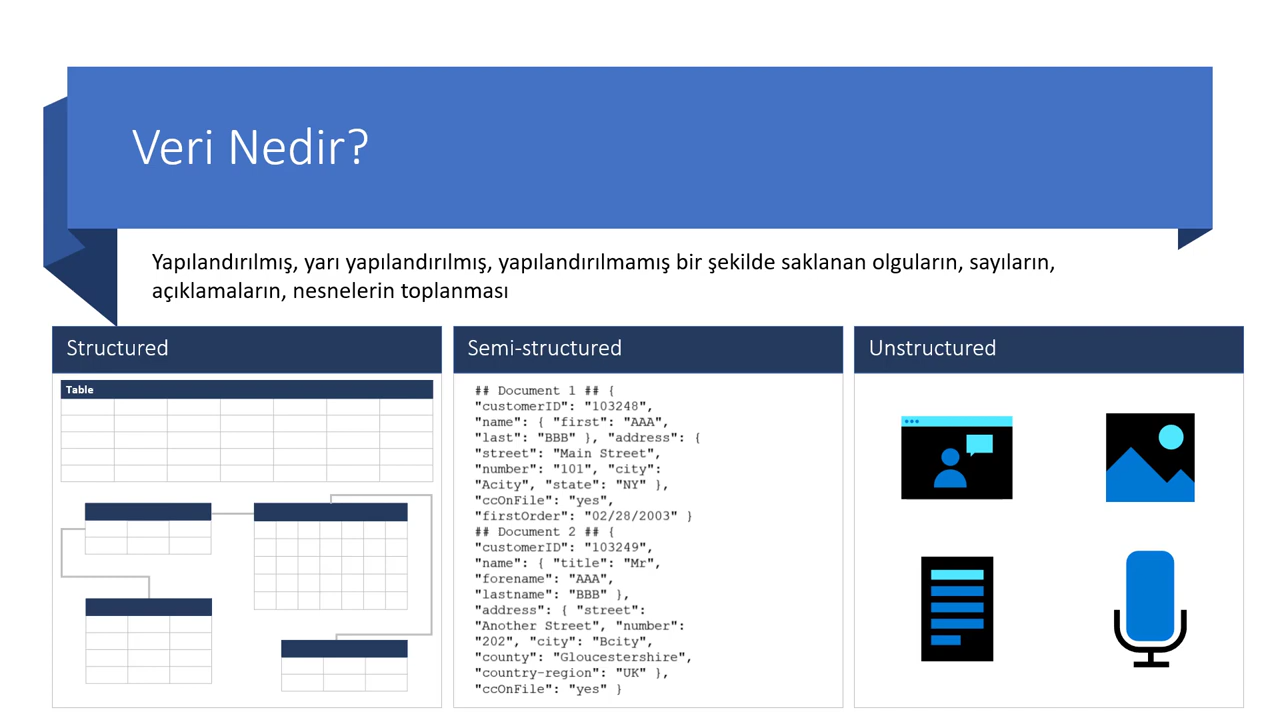 Veri Nedir?
Yapılandırılmış, yarı yapılandırılmış, yapılandırılmamış bir şekilde saklanan olguların, sayıların,
açıklamaların, nesnelerin toplanması
Structured
Table
Semi-structured
## Document 1 ## {
"customerID": "103248",
"name": { "first": "AAA",
"last": "BBB" }, "address": {
"street": "Main Street",
"number": "101", "city":
"Acity", "state": "NY" },
"ccOnFile": "yes",
"firstOrder": "02/28/2003" }
## Document 2 ## {
"customerID": "103249",
"name": { "title": "Mr",
"forename": "AAA",
"lastname": "BBB" },
"address": { "street":
"Another Street", "number":
"202", "city": "Bcity",
"county": "Gloucestershire",
"country-region": "UK" },
"ccOnFile": "yes" }
Unstructured